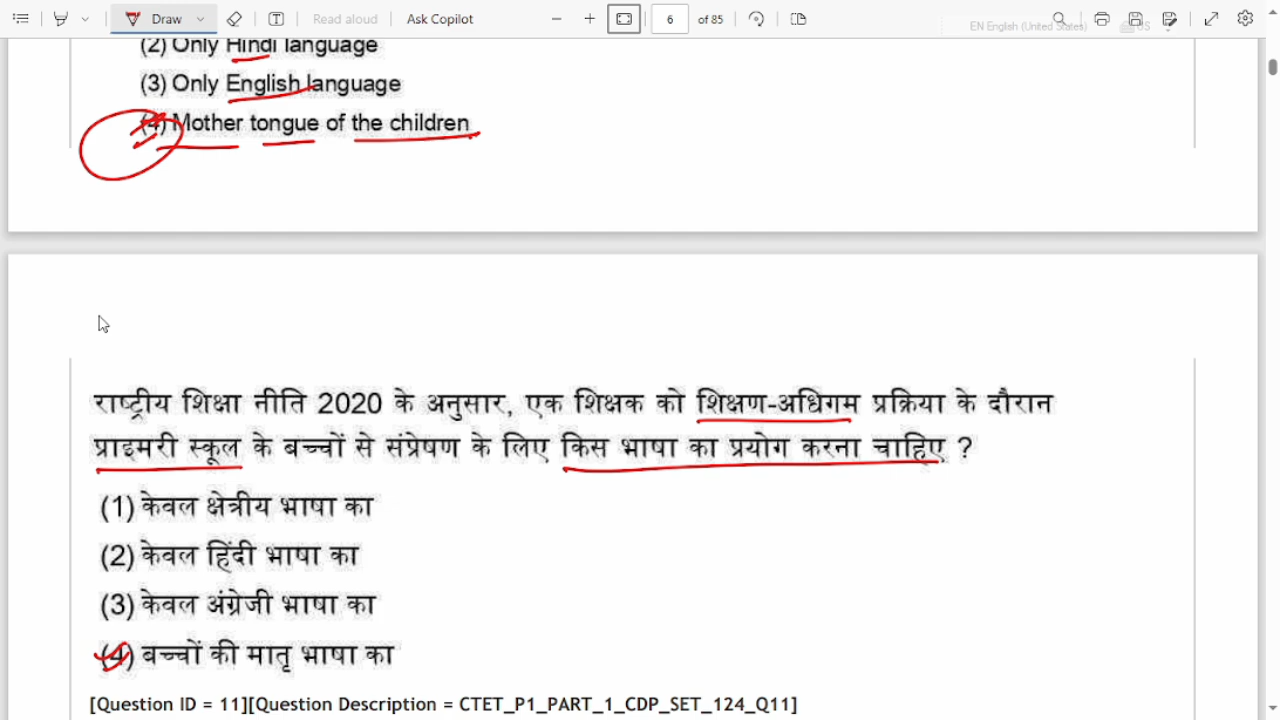 Draw
Read aloud
Ask Copilot
6
of 85
EN English (United States)
US
(2) Only Hindi language
(3) Only English language
(4) Mother tongue of the children
राष्ट्रीय शिक्षा नीति 2020 के अनुसार, एक शिक्षक को शिक्षण-अधिगम प्रक्रिया के दौरान
प्राइमरी स्कूल के बच्चों से संप्रेषण के लिए किस भाषा का प्रयोग करना चाहिए ?
(1) केवल क्षेत्रीय भाषा का
(2) केवल हिंदी भाषा का
(3) केवल अंग्रेजी भाषा का
(4) बच्चों की मातृ भाषा का
[Question ID = 11][Question Description = CTET_P1_PART_1_CDP_SET_124_Q11]